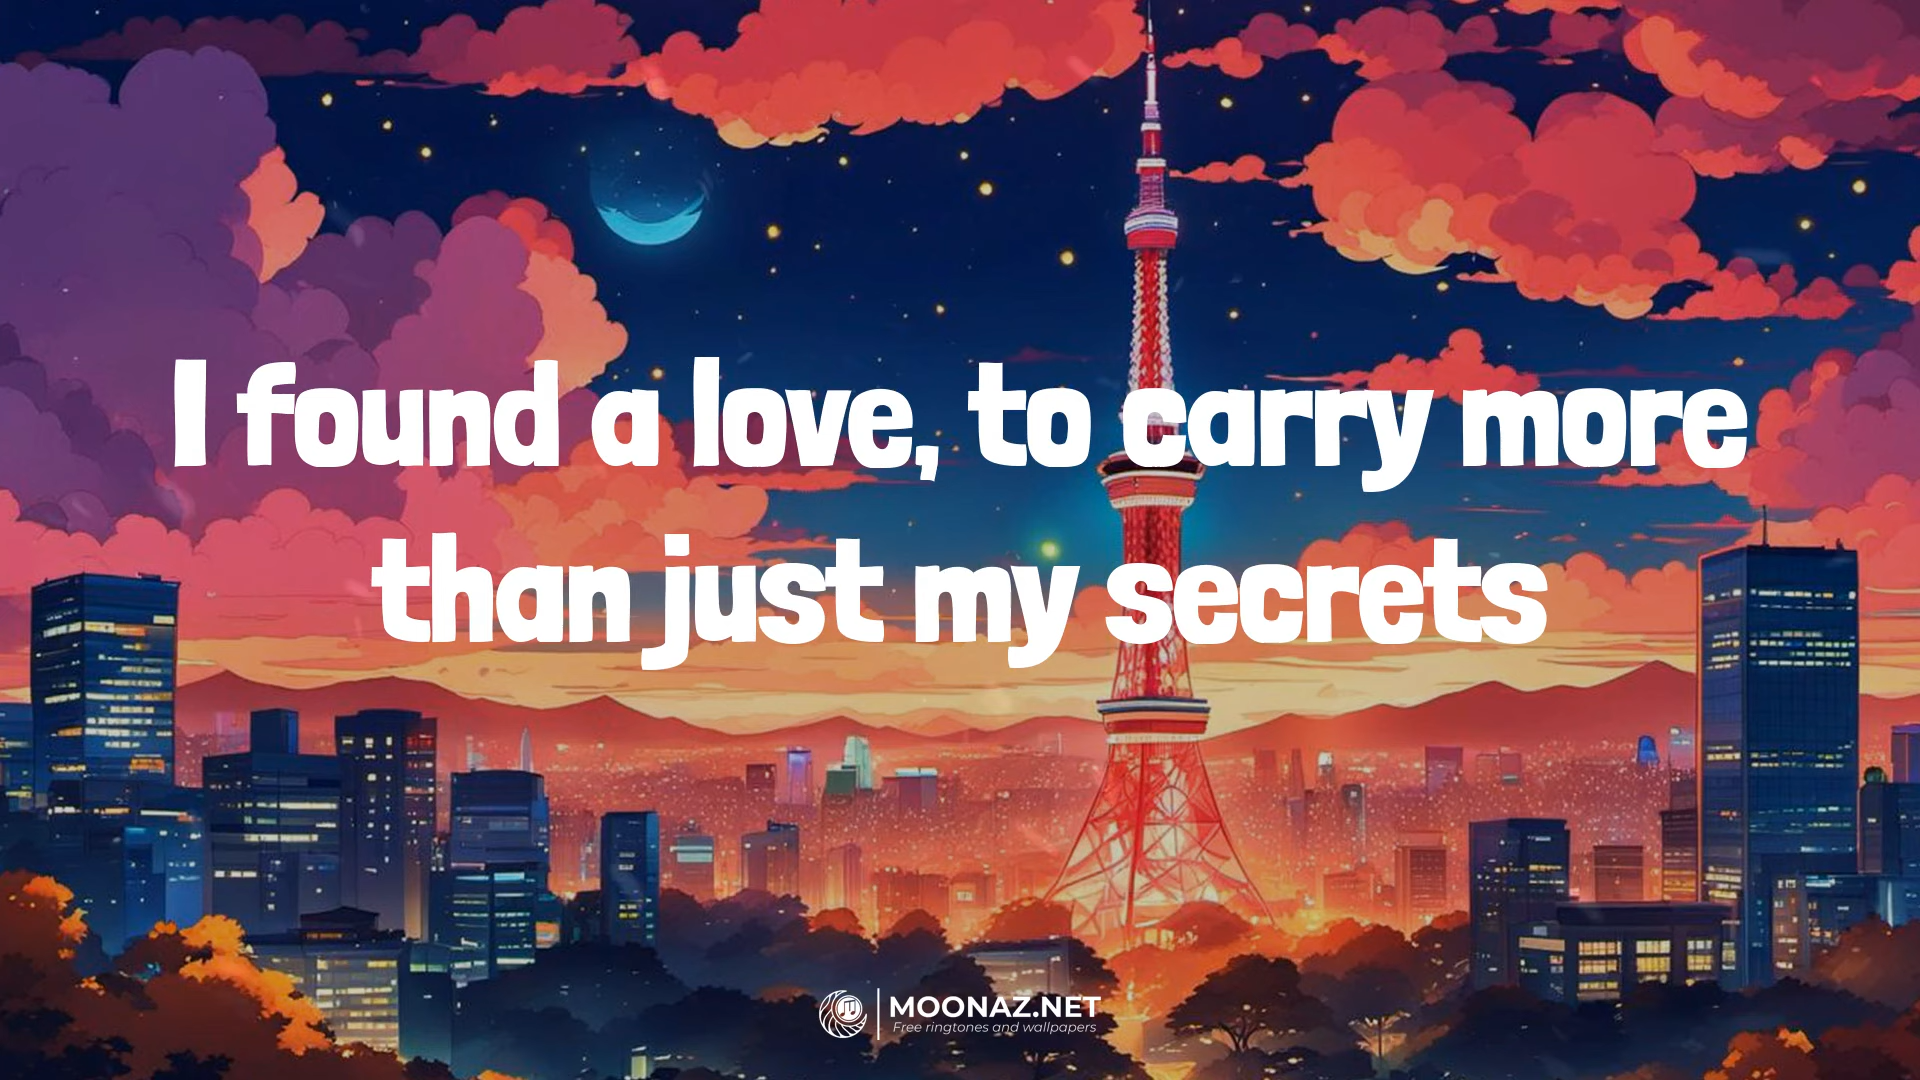 I found a love, to carry more
than just my secrets
MOONAZ.NET
Free ringtones and wallpapers